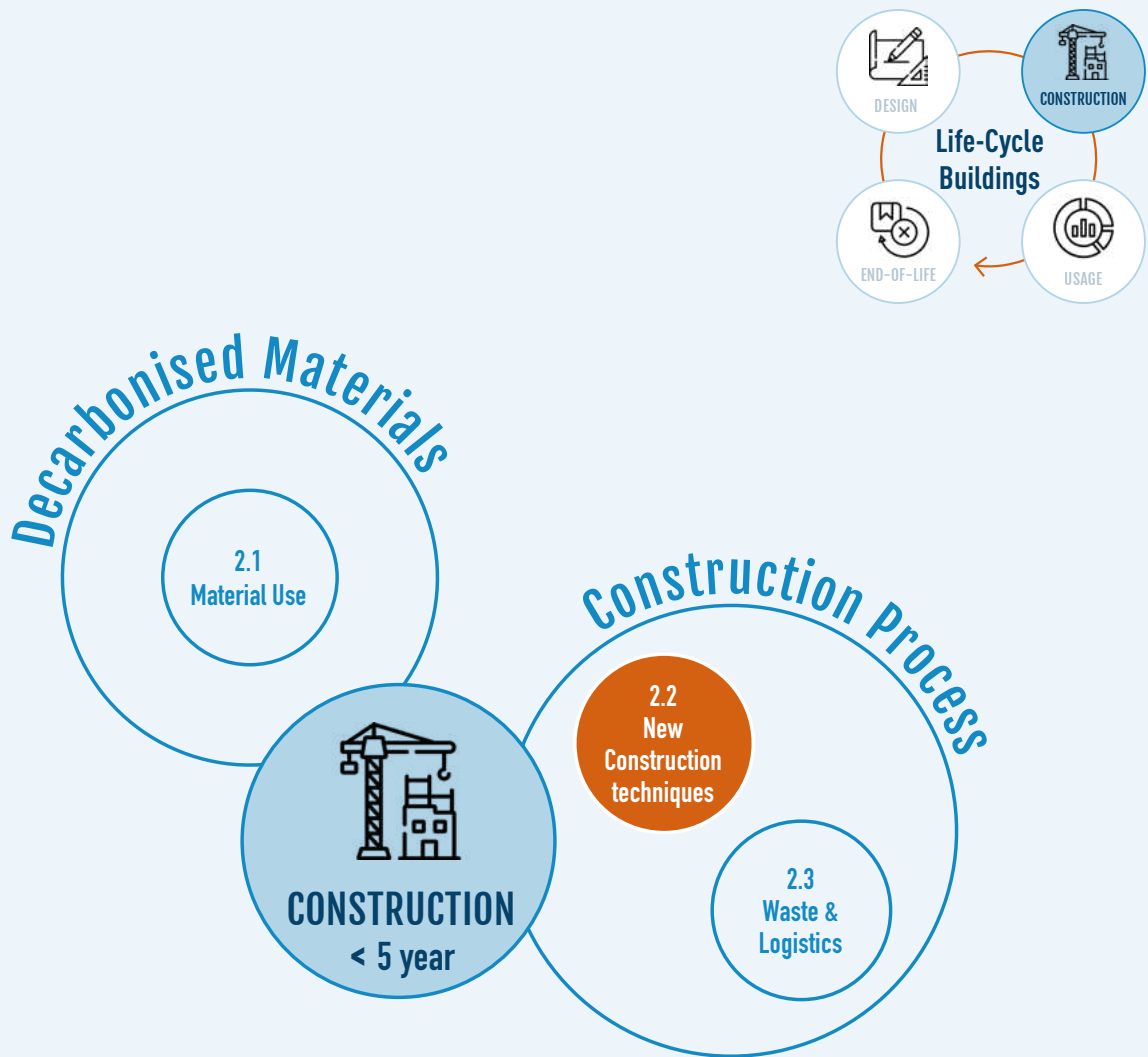 DESIGN
CONSTRUCTION
Life-Cycle
Buildings
END-OF-LIFE
USAGE
Decarbonised Materials
2.1
Material Use
Construction Process
2.2
New
Construction
techniques
2.3
Waste &
Logistics
CONSTRUCTION
< 5 year